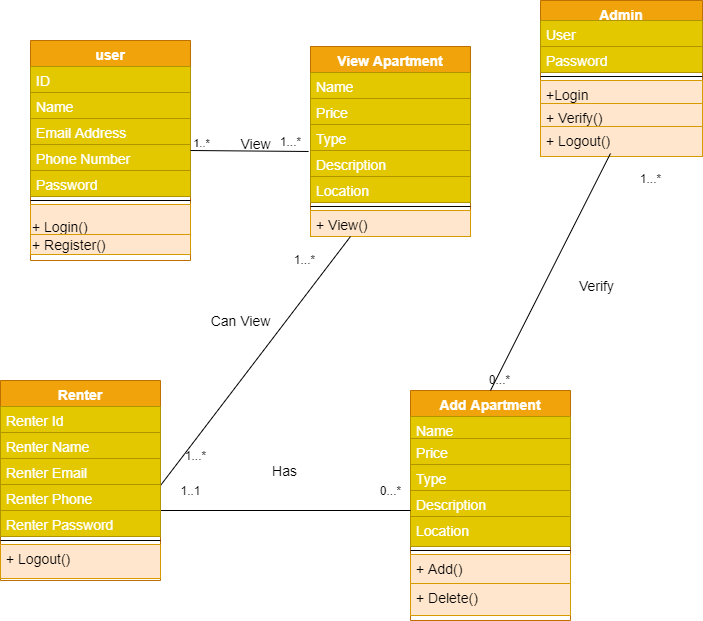 user
ID
Name
Email Address
Phone Number
Password
+ Login()
+ Register()
1..*
View
1...*
View Apartment
Name
Price
Type
Description
Location
+ View()
Admin
User
Password
+Login
+ Verify()
+ Logout()
1...*
Verify
0...*
1...*
Can View
1...*
Renter
Renter Id
Renter Name
Renter Email
Renter Phone
Renter Password
+ Logout()
1..1
Has
0...*
Add Apartment
Name
Price
Type
Description
Location
+ Add()
+ Delete()